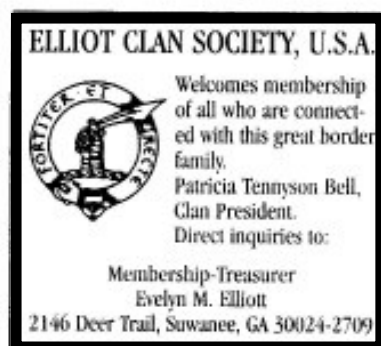 ELLIOT CLAN SOCIETY, U.S.A.
FORTITER · ET RECTE
Welcomes membership
of all who are connect-
ed with this great border
family.
Patricia Tennyson Bell,
Clan President.
Direct inquiries to:
Membership-Treasurer
Evelyn M. Elliott
2146 Deer Trail, Suwanee, GA 30024-2709